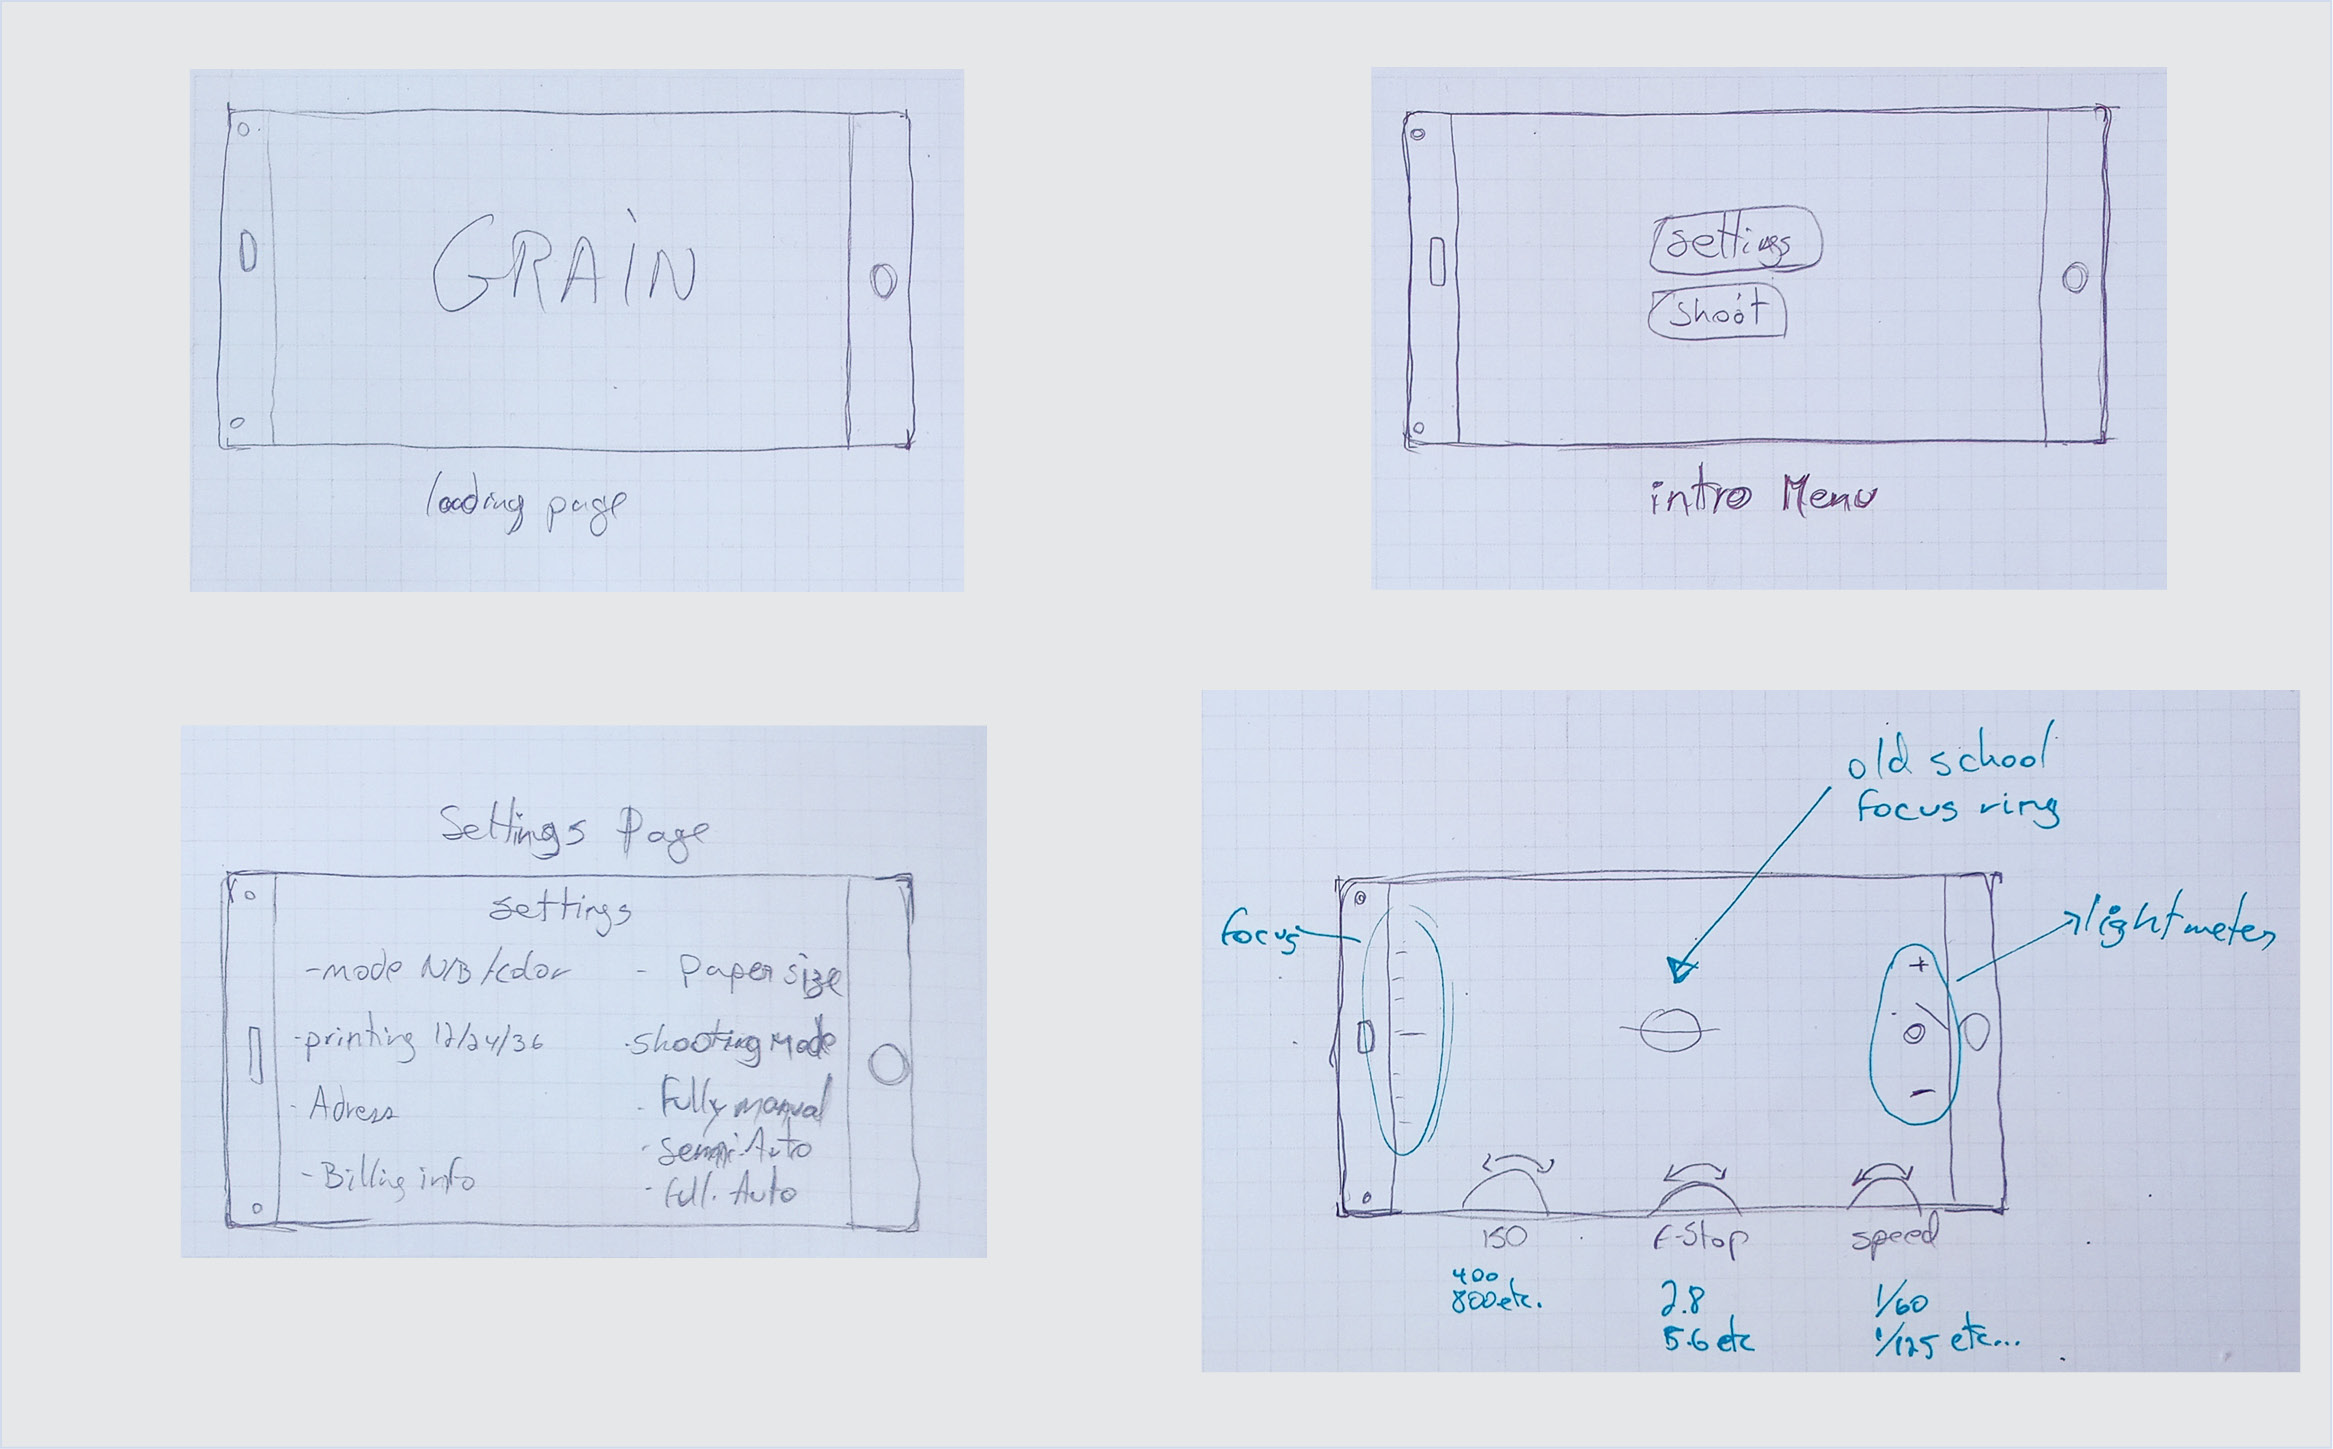 GRAIN
loading page
settings
shoot
intro Menu
Settings Page
settings
-mode N/B/color
-printing 12/24/36
- Adress
- Billing info
- Paper size
-shooting Mode
- Fully manual
- Semi-Auto
- Full. Auto
old school
focus ring
focus
lightmeter
+
-
ISO
400
800 etc.
F-Stop
2.8
5.6 etc
speed
1/60
1/125 etc...